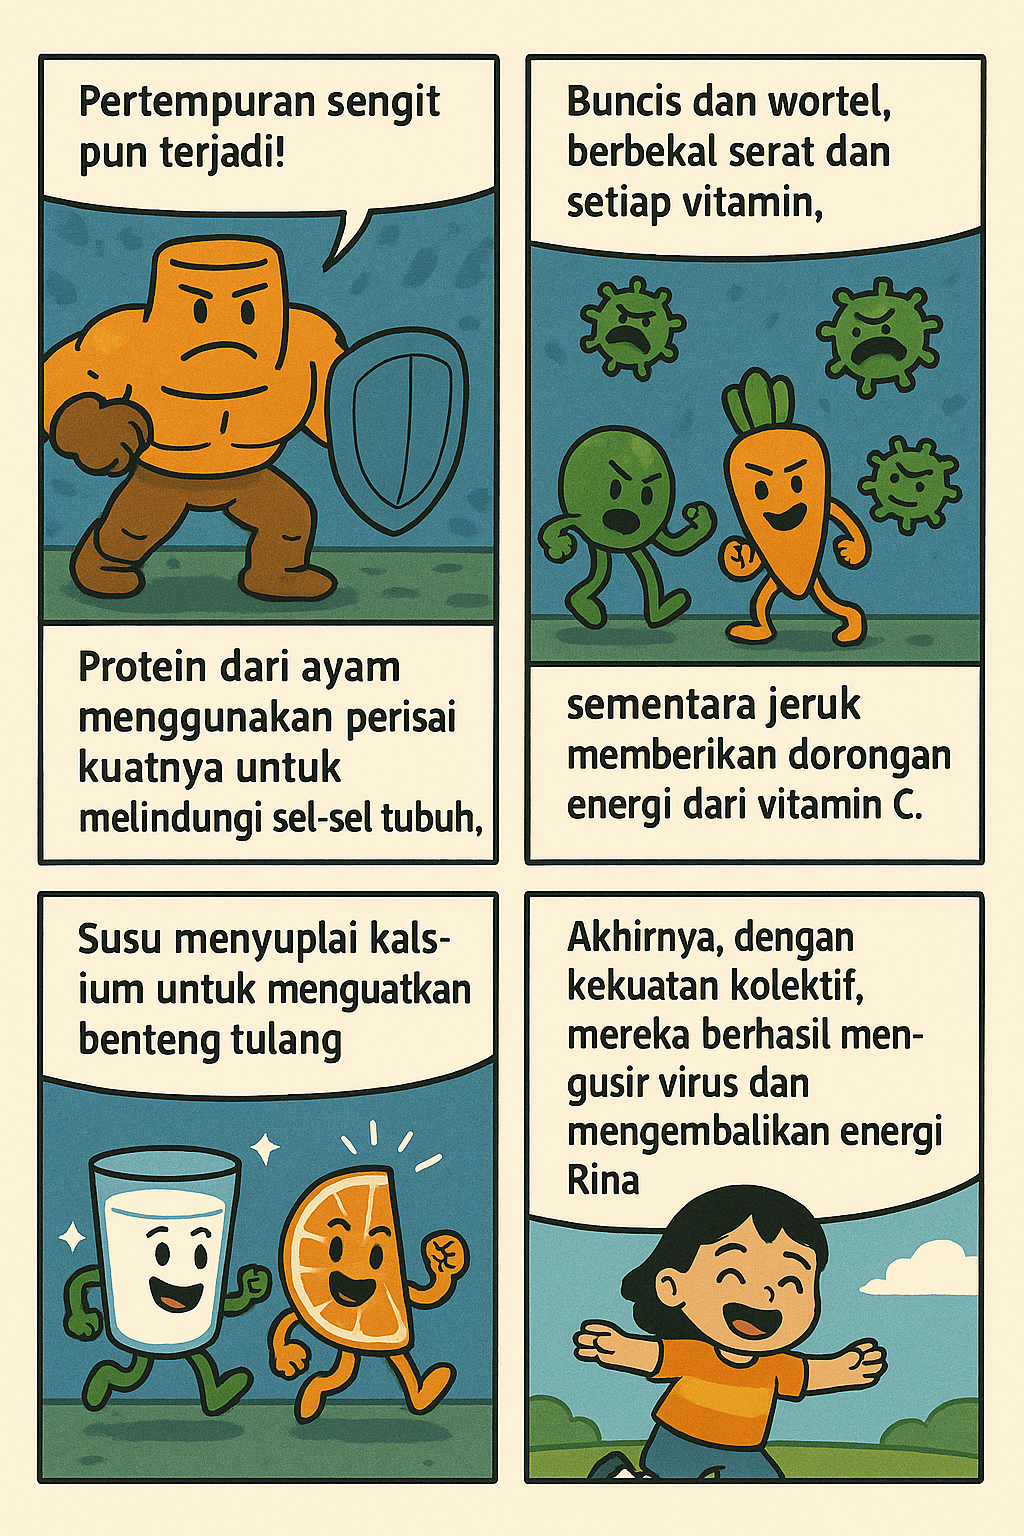 Pertempuran sengit
pun terjadi!
Protein dari ayam
menggunakan perisai
kuatnya untuk
melindungi sel-sel tubuh,
Buncis dan wortel,
berbekal serat dan
setiap vitamin,
sementara jeruk
memberikan dorongan
energi dari vitamin C.
Susu menyuplai kals-
ium untuk menguatkan
benteng tulang
Akhirnya, dengan
kekuatan kolektif,
mereka berhasil men-
gusir virus dan
mengembalikan energi
Rina